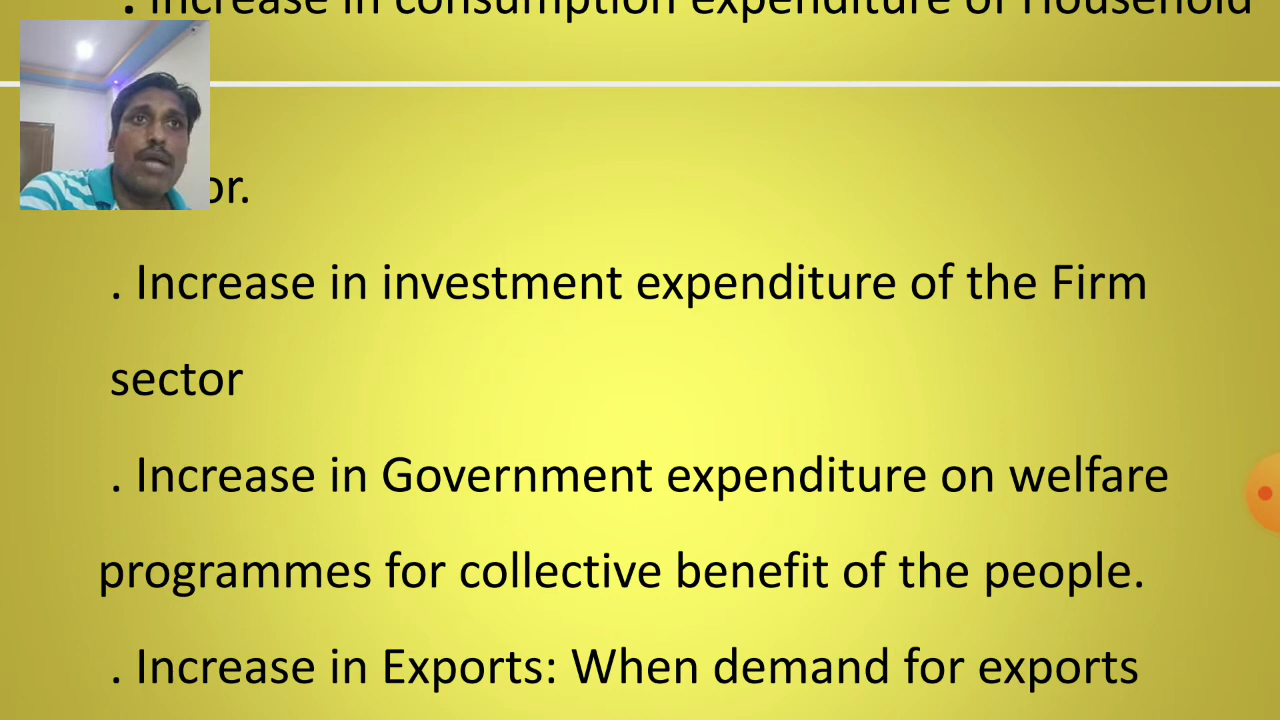 . Increase in consumption expenditure of Household
or.
. Increase in investment expenditure of the Firm
sector
. Increase in Government expenditure on welfare
programmes for collective benefit of the people.
. Increase in Exports: When demand for exports